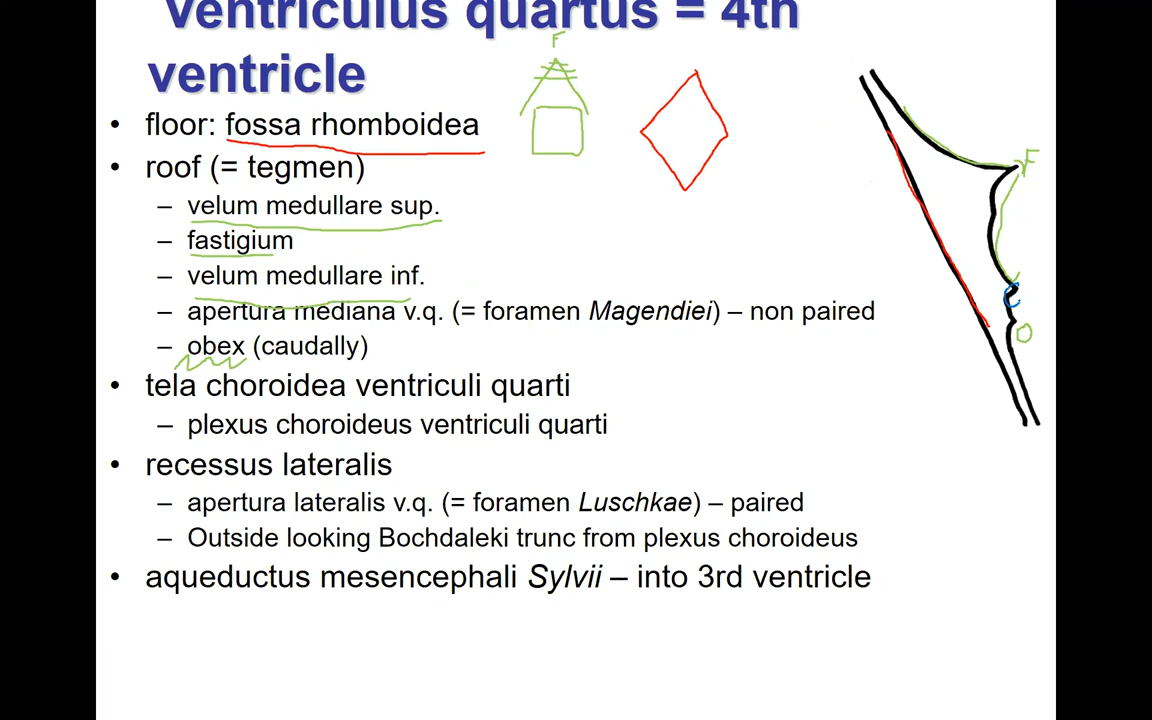 Ventriculus quartus = 4th
ventricle
F
• floor: fossa rhomboidea
• roof (= tegmen)
F
– velum medullare sup.
– fastigium
– velum medullare inf.
– apertura mediana v.q. (= foramen Magendiei) – non paired
O
– obex (caudally)
• tela choroidea ventriculi quarti
– plexus choroideus ventriculi quarti
• recessus lateralis
– apertura lateralis v.q. (= foramen Luschkae) – paired
– Outside looking Bochdaleki trunc from plexus choroideus
• aqueductus mesencephali Sylvii – into 3rd ventricle